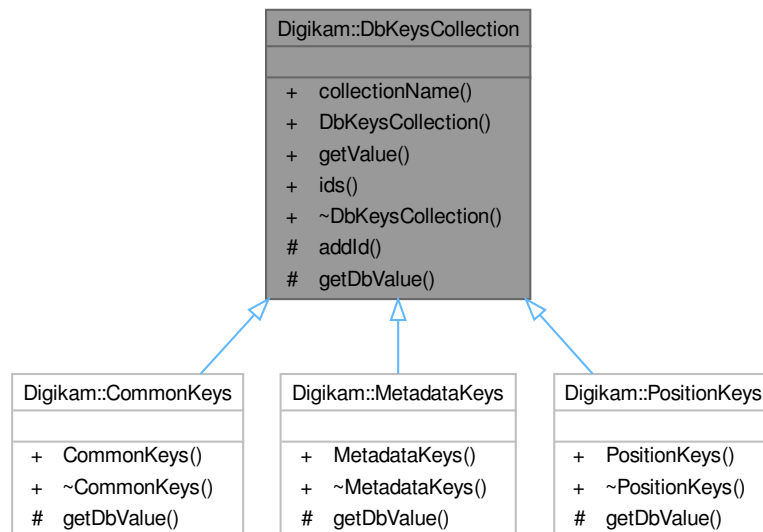 Digikam::DbKeysCollection
+ collectionName()
+ DbKeysCollection()
+ getValue()
+ ids()
+ ~DbKeysCollection()
# addId()
# getDbValue()
Digikam::CommonKeys
+ CommonKeys()
+ ~CommonKeys()
# getDbValue()
Digikam::MetadataKeys
+ MetadataKeys()
+ ~MetadataKeys()
# getDbValue()
Digikam::PositionKeys
+ PositionKeys()
+ ~PositionKeys()
# getDbValue()